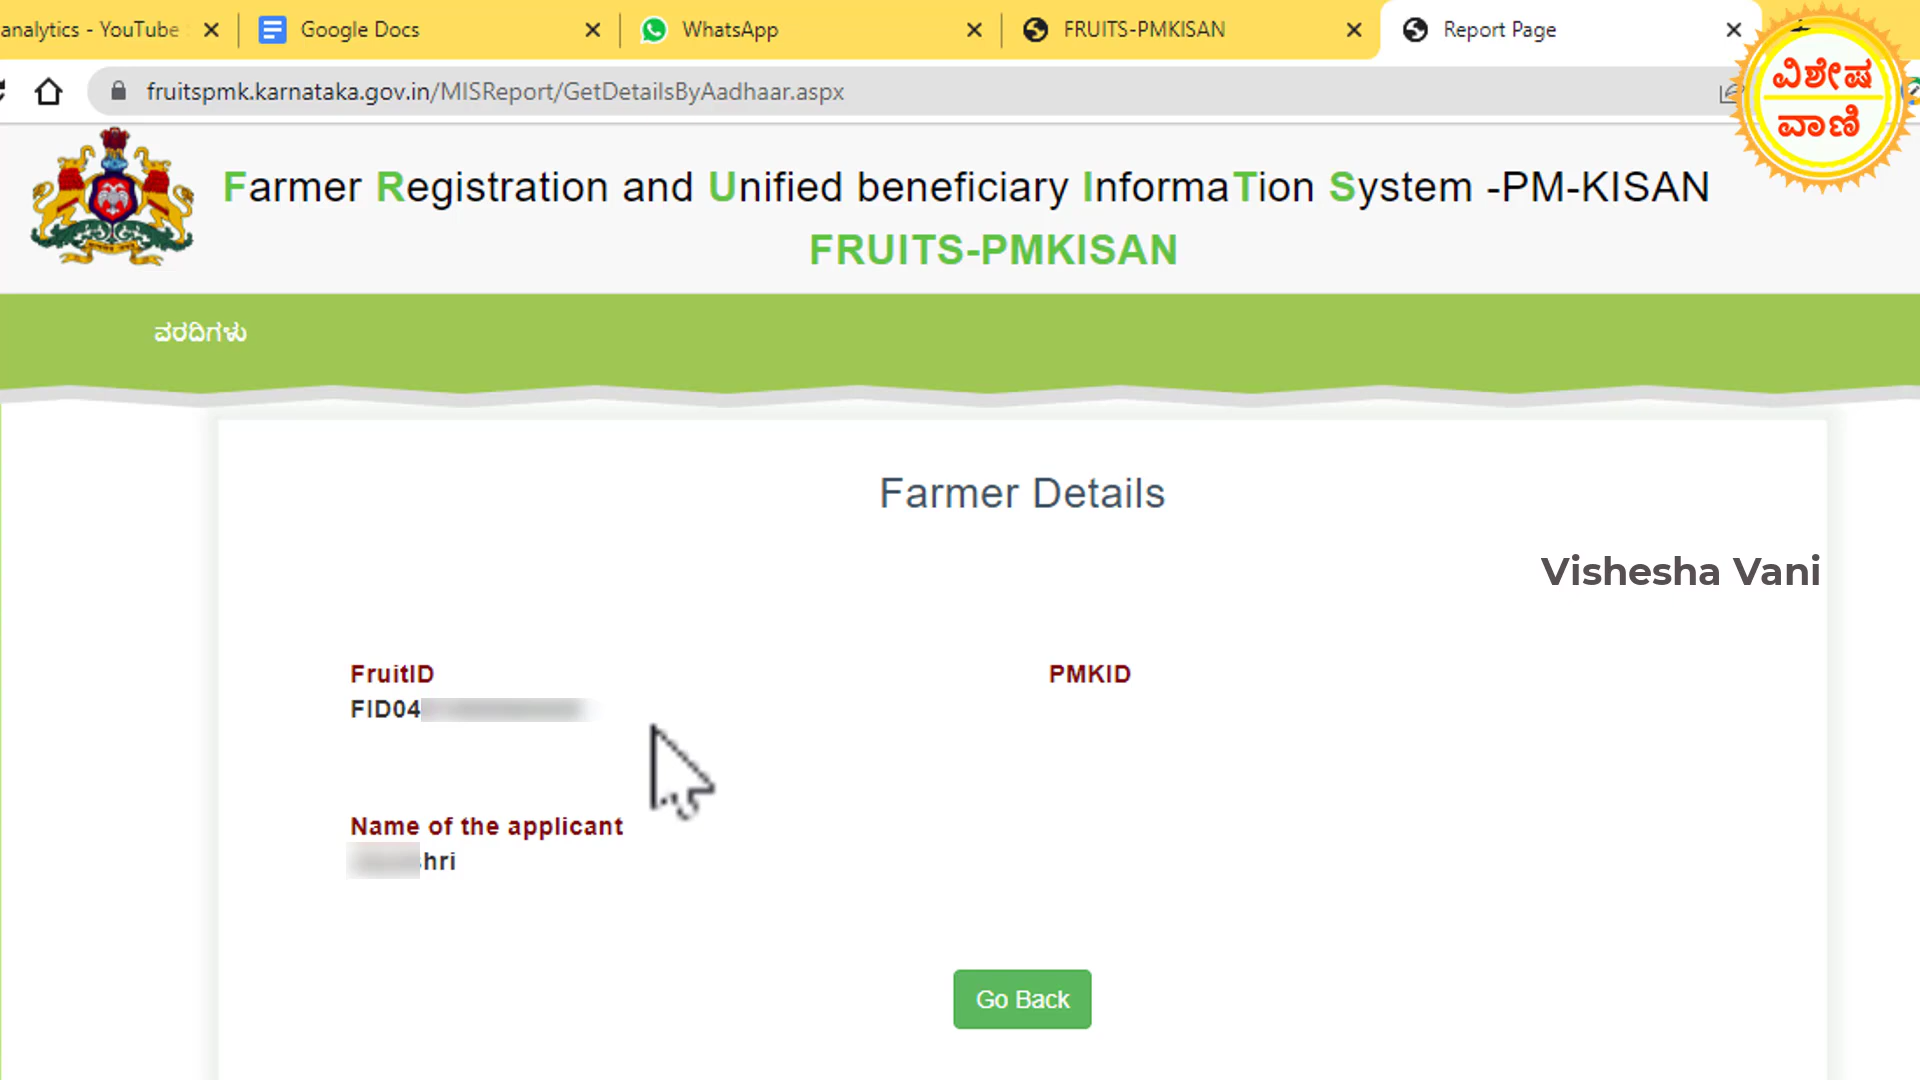 analytics - YouTube
Google Docs
WhatsApp
FRUITS-PMKISAN
Report Page
fruitspmk.karnataka.gov.in/MISReport/GetDetailsByAadhaar.aspx
ವಿಶೇಷ
ವಾಣಿ
Farmer Registration and Unified beneficiary InformaTion System -PM-KISAN
FRUITS-PMKISAN
ವರದಿಗಳು
Farmer Details
Vishesha Vani
FruitID
PMKID
FID04
Name of the applicant
hri
Go Back